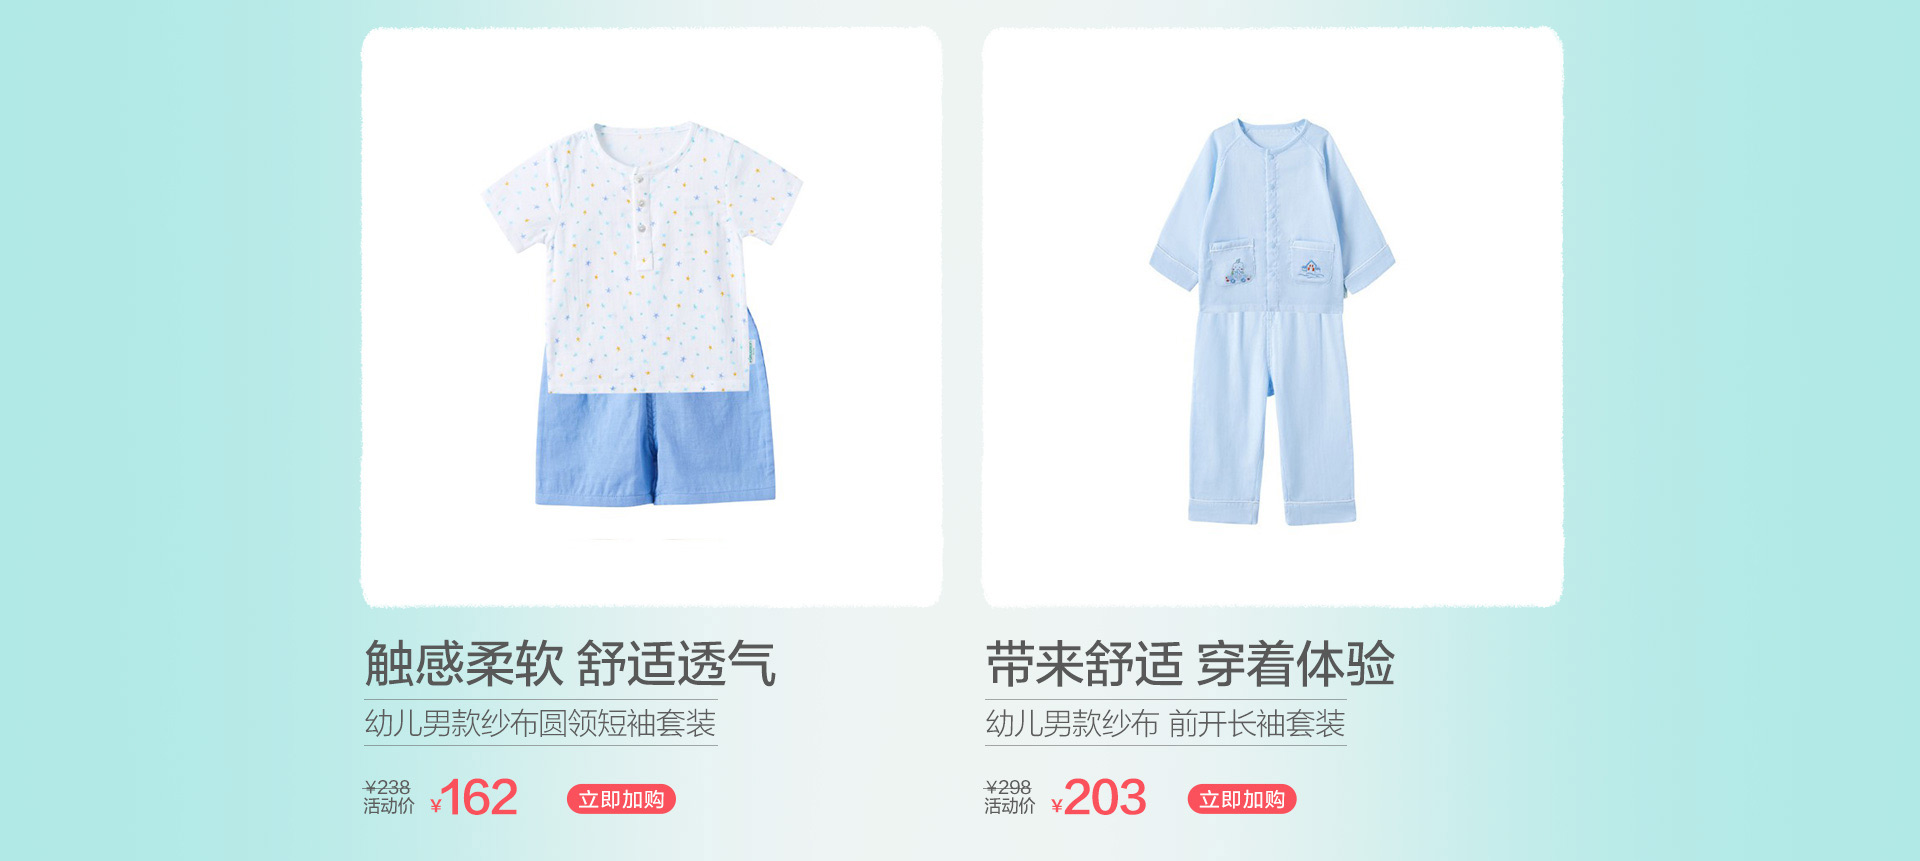 触感柔软 舒适透气
幼儿男款纱布圆领短袖套装
¥238
活动价 ¥162 立即加购
带来舒适 穿着体验
幼儿男款纱布 前开长袖套装
¥298
活动价 ¥203 立即加购